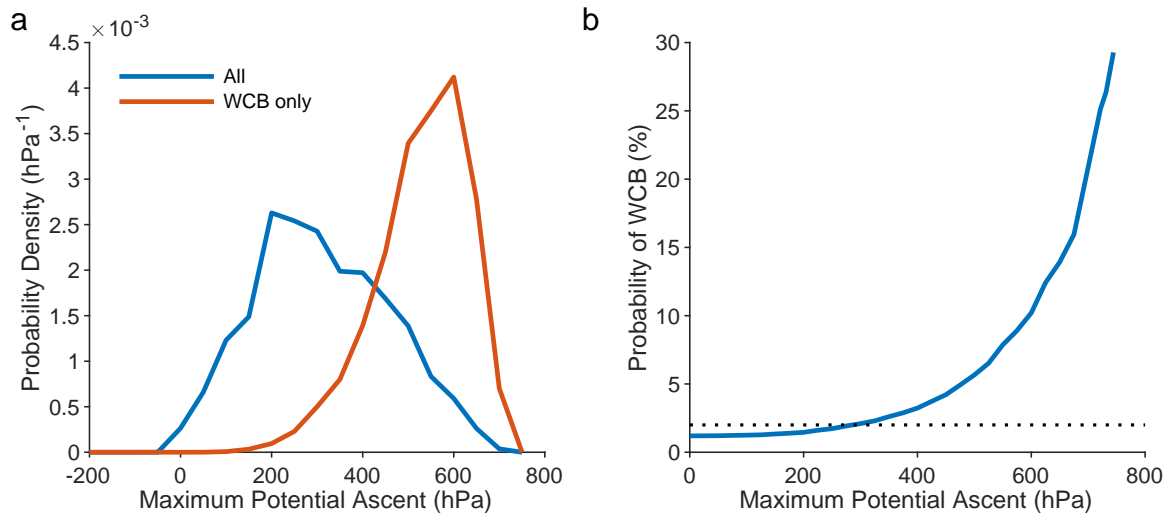 a
× 10⁻³
4.5
4
3.5
3
2.5
2
1.5
1
0.5
0
Probability Density (hPa⁻¹)
All
WCB only
-200 0 200 400 600 800
Maximum Potential Ascent (hPa)
b
30
25
20
15
10
5
0
Probability of WCB (%)
0 200 400 600 800
Maximum Potential Ascent (hPa)